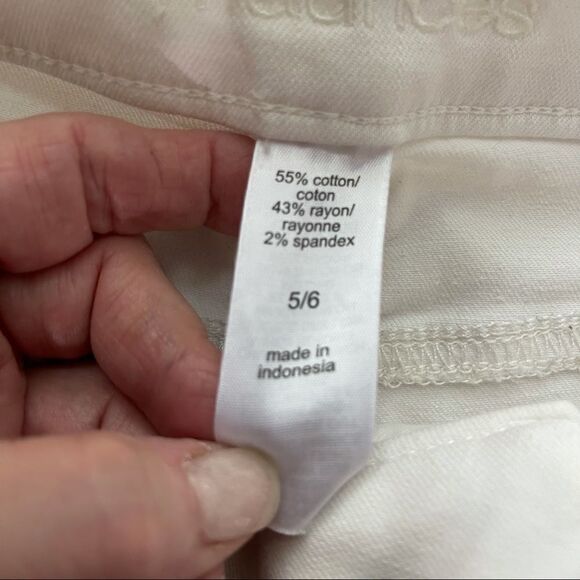 55% cotton/
coton
43% rayon/
rayonne
2% spandex
5/6
made in
indonesia